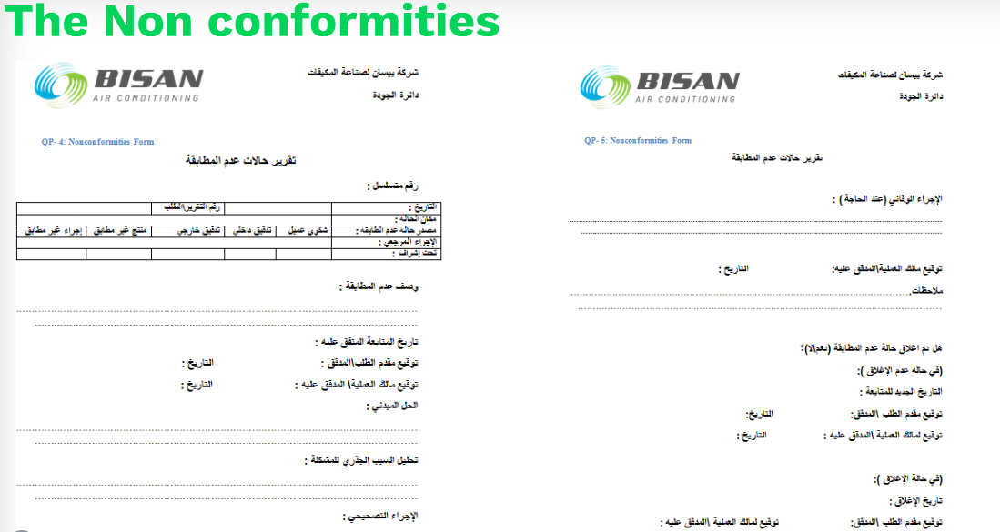 The Non conformities
BISAN
AIR CONDITIONING
شركة بيسان لصناعة المكيفات
دائرة الجودة
QP- 4: Nonconformities Form
تقرير حالات عدم المطابقة
رقم متسلسل :
التاريخ : رقم التقرير\الطلب
مكان الحاله :
مصدر حاله عدم الطابقه : شكوى عميل تدقيق داخلي تدقيق خارجي منتج غير مطابق إجراء غير مطابق
الإجراء المرجعي :
تحت إشراف :
وصف عدم المطابقة :
تاريخ المتابعة المتفق عليه :
توقيع مقدم الطلب\المدقق : التاريخ :
توقيع مالك العملية\ المدقق عليه : التاريخ :
الحل المبدئي :
تحليل السبب الجذري للمشكلة :
الإجراء التصحيحي :
BISAN
AIR CONDITIONING
شركة بيسان لصناعة المكيفات
دائرة الجودة
QP- 5: Nonconformities Form
تقرير حالات عدم المطابقة
الإجراء الوقائي (عند الحاجة ) :
توقيع مالك العملية\المدقق عليه: التاريخ :
ملاحظات
هل تم اغلاق حالة عدم المطابقة (نعم\لا)؟
(في حالة عدم الإغلاق ):
التاريخ الجديد للمتابعة :
توقيع مقدم الطلب \المدقق: التاريخ:
توقيع لمالك العملية \المدقق عليه : التاريخ :
(في حالة الإغلاق ):
تاريخ الإغلاق :
توقيع مقدم الطلب \المدقق: توقيع لمالك العملية \المدقق عليه :